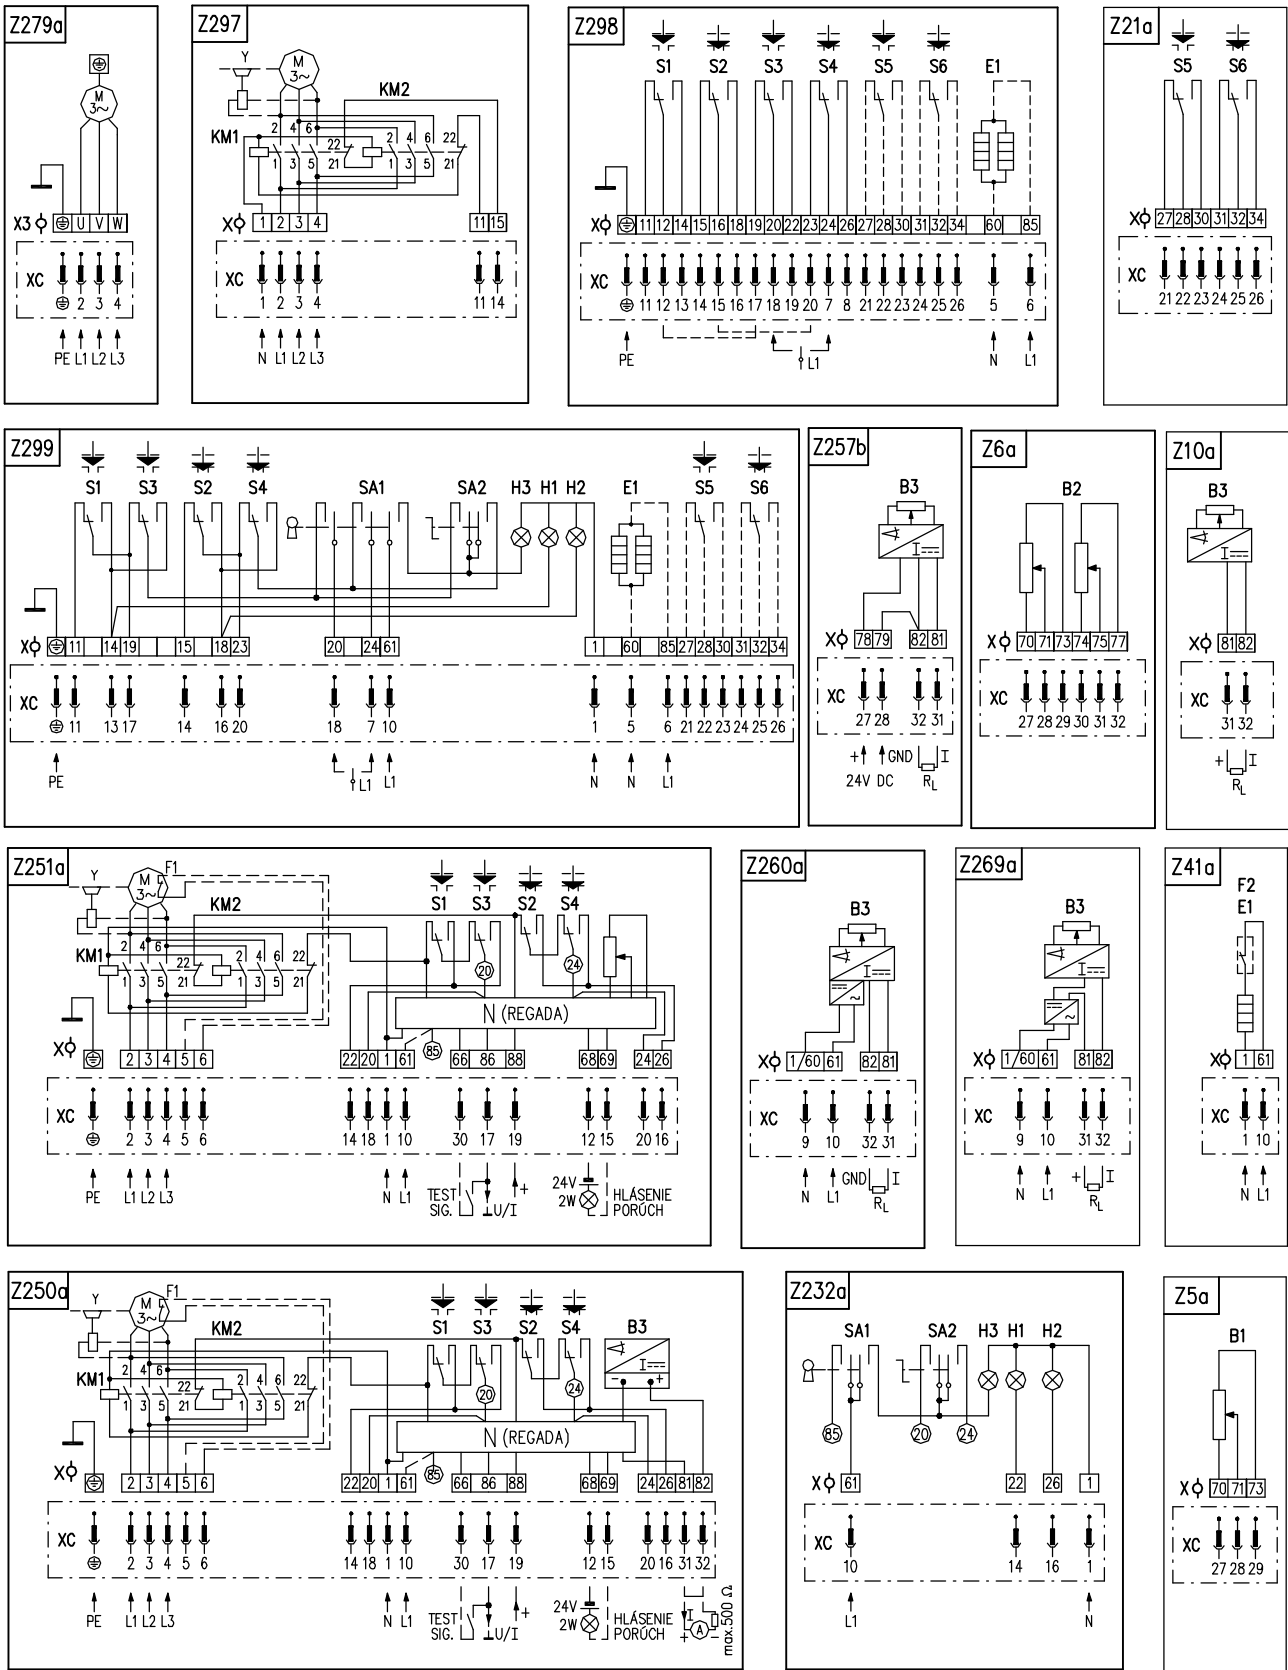 Z279a
M
3~
X3 U V W
XC
2 3 4
PE L1 L2 L3
Z297
Y M
3~
KM2
2 4 6 22 2 4 6 22
KM1
1 3 5 21 1 3 5 21
X 1 2 3 4 11 15
XC
1 2 3 4 11 14
N L1 L2 L3
Z298
S1 S2 S3 S4 S5 S6 E1
X 11 12 14 15 16 18 19 20 22 23 24 26 27 28 30 31 32 34 60 85
XC
11 12 13 14 15 16 17 18 19 20 7 8 21 22 23 24 25 26 5 6
PE L1 N L1
Z21a
S5 S6
X 27 28 30 31 32 34
XC
21 22 23 24 25 26
Z299
S1 S3 S2 S4 SA1 SA2 H3 H1 H2 E1 S5 S6
X 11 14 19 15 18 23 20 24 61 1 60 85 27 28 30 31 32 34
XC
11 13 17 14 16 20 18 7 10 1 5 6 21 22 23 24 25 26
PE L1 L1 N N L1
Z257b
B3
I
X 78 79 82 81
XC
27 28 32 31
+ GND I
24V DC RL
Z6a
B2
X 70 71 73 74 75 77
XC
27 28 29 30 31 32
Z10a
B3
I
X 81 82
XC
31 32
+ I
RL
Z251a
Y M F1
3~
KM2
S1 S3 S2 S4
2 4 6 22 2 4 6 22
KM1
1 3 5 21 1 3 5 21
20 24
N (REGADA)
X 2 3 4 5 6 22 20 1 61 85 66 86 88 68 69 24 26
XC
2 3 4 5 6 14 18 1 10 30 17 19 12 15 20 16
PE L1 L2 L3 N L1
TEST + 24V HLÁSENIE
SIG. U/I 2W PORÚCH
Z260a
B3
I
~
X 1/60 61 82 81
XC
9 10 32 31
N L1 GND I
RL
Z269a
B3
I
~
X 1/60 61 81 82
XC
9 10 31 32
N L1 + I
RL
Z41a
F2
E1
X 1 61
XC
1 10
N L1
Z250a
Y M F1
3~
KM2
S1 S3 S2 S4 B3
I
- +
2 4 6 22 2 4 6 22
KM1
1 3 5 21 1 3 5 21
20 24
N (REGADA)
X 2 3 4 5 6 22 20 1 61 85 66 86 88 68 69 24 26 81 82
XC
2 3 4 5 6 14 18 1 10 30 17 19 12 15 20 16 31 32
PE L1 L2 L3 N L1
TEST + 24V HLÁSENIE I
SIG. U/I 2W PORÚCH + A -
max.500 Ω
Z232a
SA1 SA2 H3 H1 H2
85 20 24
X 61 22 26 1
XC
10 14 16 1
L1 N
Z5a
B1
X 70 71 73
XC
27 28 29